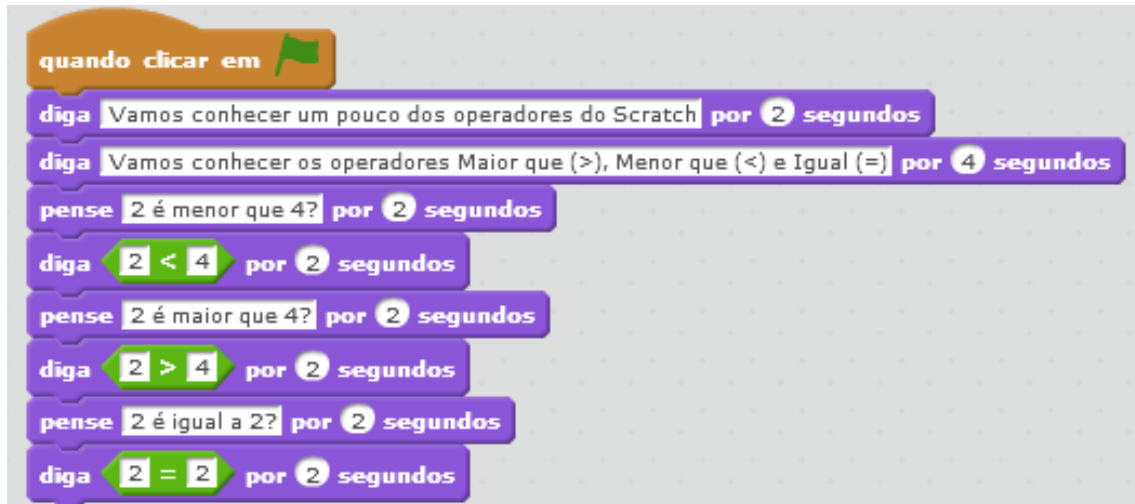 quando clicar em
diga Vamos conhecer um pouco dos operadores do Scratch por 2 segundos
diga Vamos conhecer os operadores Maior que (>), Menor que (<) e Igual (=) por 4 segundos
pense 2 é menor que 4? por 2 segundos
diga 2 < 4 por 2 segundos
pense 2 é maior que 4? por 2 segundos
diga 2 > 4 por 2 segundos
pense 2 é igual a 2? por 2 segundos
diga 2 = 2 por 2 segundos